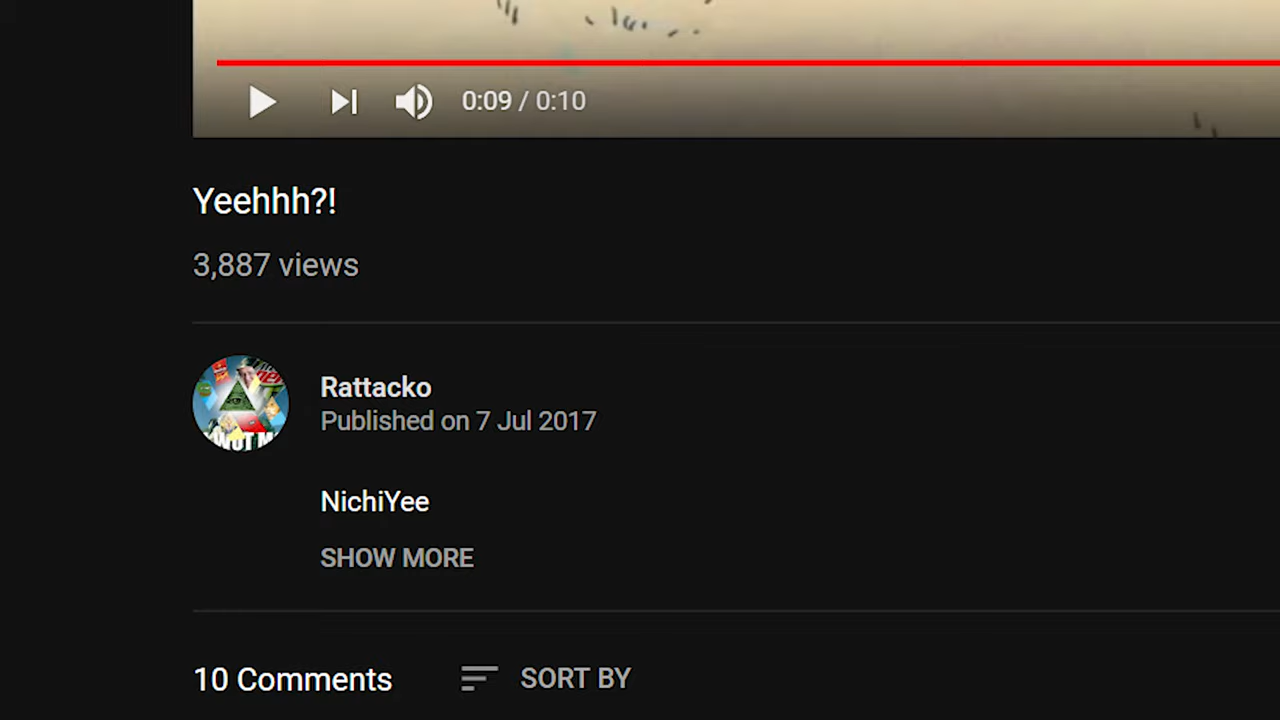 0:09 / 0:10
Yeehhh?!
3,887 views
Rattacko
Published on 7 Jul 2017
NichiYee
SHOW MORE
10 Comments
SORT BY